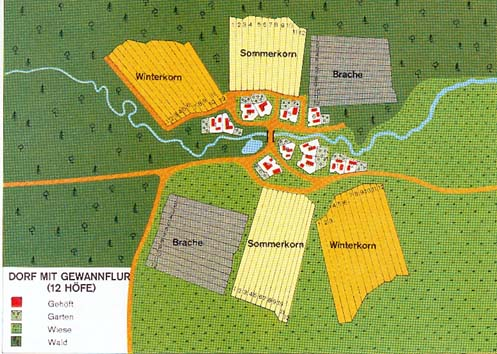 Winterkorn
Sommerkorn
Brache
Brache
Sommerkorn
Winterkorn
DORF MIT GEWANNFLUR
(12 HÖFE)
Gehöft
Garten
Wiese
Wald